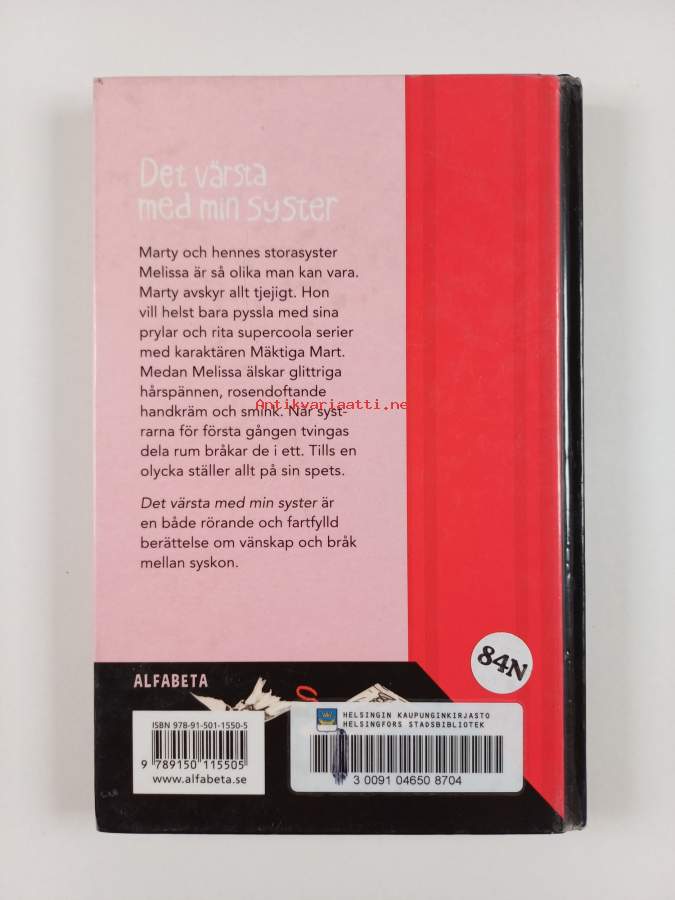 Det värsta
med min syster
Marty och hennes storasyster
Melissa är så olika man kan vara.
Marty avskyr allt tjejigt. Hon
vill helst bara pyssla med sina
prylar och rita supercoola serier
med karaktären Mäktiga Mart.
Medan Melissa älskar glittriga
hårspännen, rosendoftande
handkräm och smink. När syst-
rarna för första gången tvingas
dela rum bråkar de i ett. Tills en
olycka ställer allt på sin spets.
Det värsta med min syster är
en både rörande och fartfylld
berättelse om vänskap och bråk
mellan syskon.
Antikvariaatti.net
84N
ALFABETA
ISBN 978-91-501-1550-5
9 789150 115505
www.alfabeta.se
HELSINGIN KAUPUNGINKIRJASTO
HELSINGFORS STADSBIBLIOTEK
3 0091 04650 8704